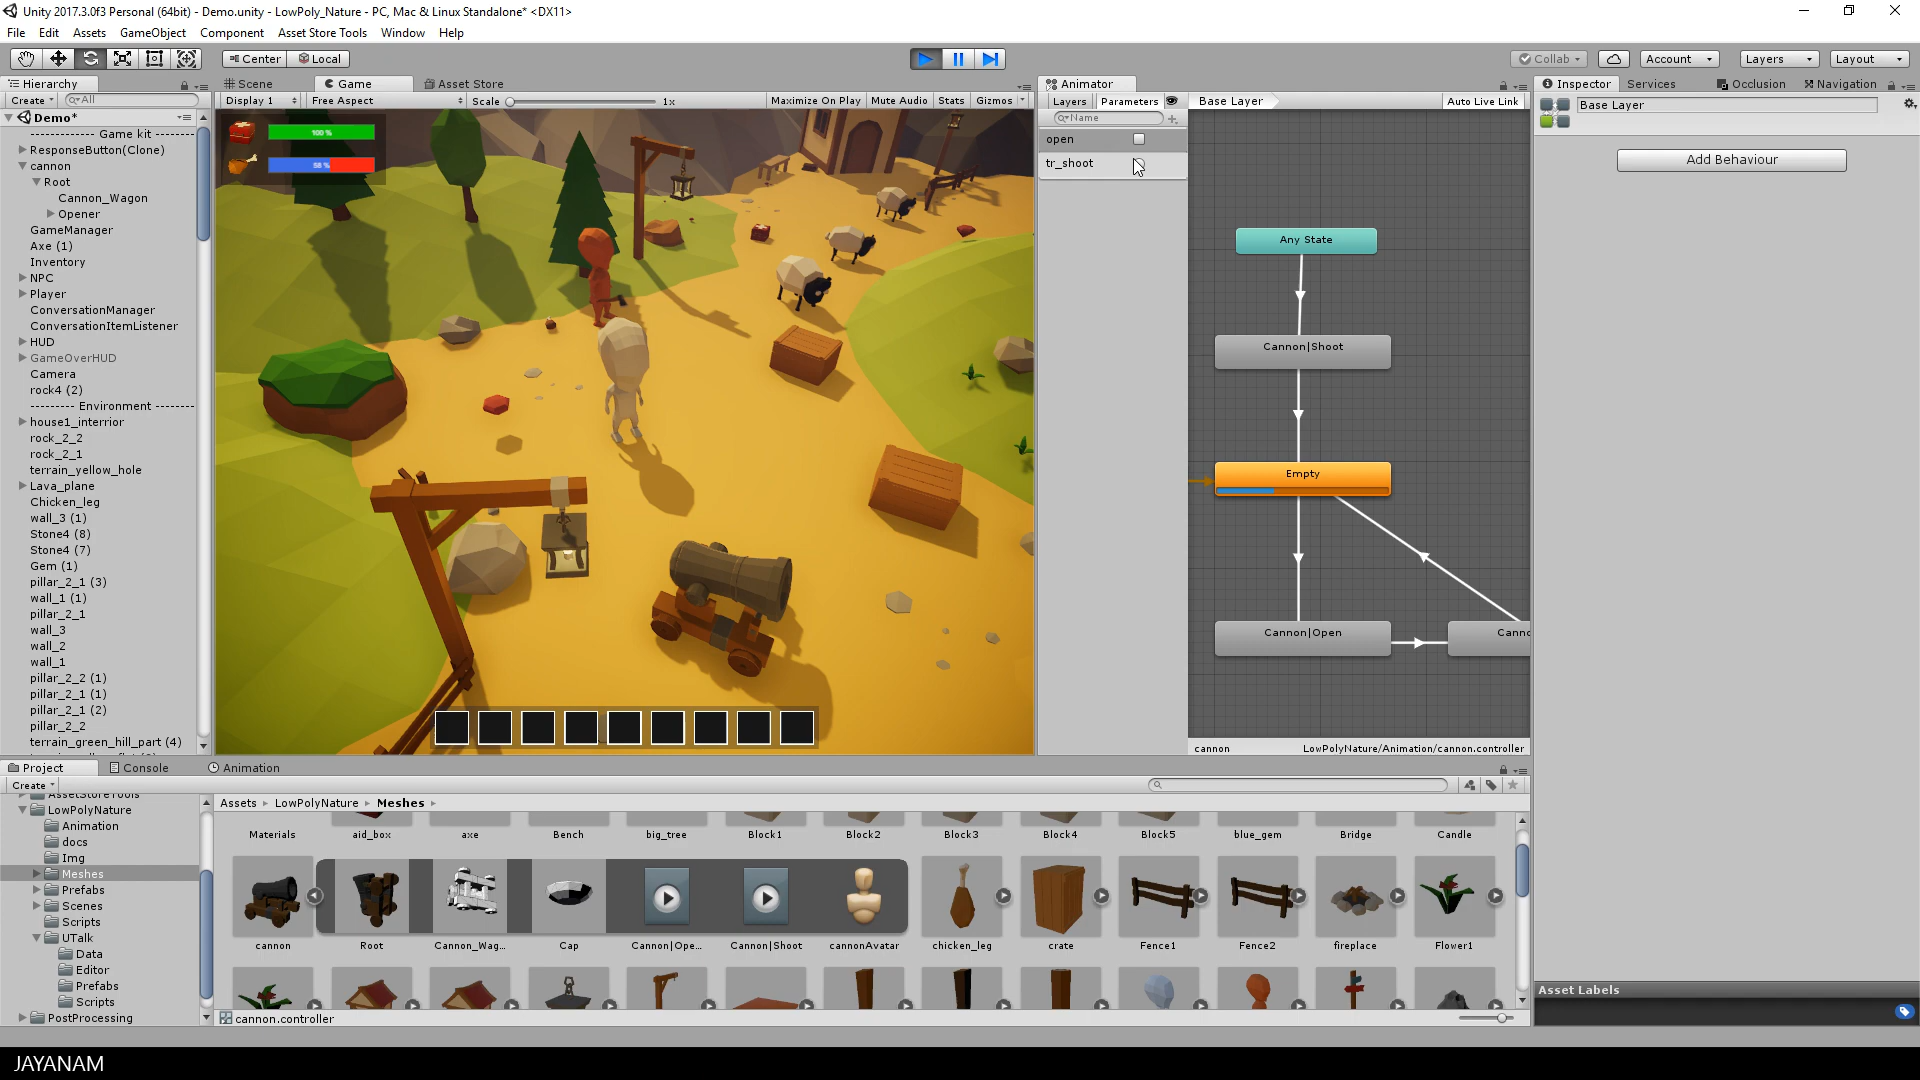 Unity 2017.3.0f3 Personal (64bit) - Demo.unity - LowPoly_Nature - PC, Mac & Linux Standalone* <DX11>
File Edit Assets GameObject Component Asset Store Tools Window Help
Center Local Collab Account Layers Layout
Hierarchy
Create All
Demo*
------------- Game kit --------
ResponseButton(Clone)
cannon
Root
Cannon_Wagon
Opener
GameManager
Axe (1)
Inventory
NPC
Player
ConversationManager
ConversationItemListener
HUD
GameOverHUD
Camera
rock4 (2)
--------- Environment --------
house1_interrior
rock_2_2
rock_2_1
terrain_yellow_hole
Lava_plane
Chicken_leg
wall_3 (1)
Stone4 (8)
Stone4 (7)
Gem (1)
pillar_2_1 (3)
wall_1 (1)
pillar_2_1
wall_3
wall_2
wall_1
pillar_2_2 (1)
pillar_2_1 (1)
pillar_2_1 (2)
pillar_2_2
terrain_green_hill_part (4)
Scene Game Asset Store
Display 1 Free Aspect Scale 1x Maximize On Play Mute Audio Stats Gizmos
100 %
58 %
Animator
Layers Parameters Base Layer Auto Live Link
Name
open
tr_shoot
Any State
Cannon|Shoot
Empty
Cannon|Open
Canno
cannon LowPolyNature/Animation/cannon.controller
Inspector Services Occlusion Navigation
Base Layer
Add Behaviour
Asset Labels
Project Console Animation
Create
AssetStoreTools
LowPolyNature
Animation
docs
Img
Meshes
Prefabs
Scenes
Scripts
UTalk
Data
Editor
Prefabs
Scripts
PostProcessing
Assets LowPolyNature Meshes
Materials aid_box axe Bench big_tree Block1 Block2 Block3 Block4 Block5 blue_gem Bridge Candle
cannon Root Cannon_Wag... Cap Cannon|Ope... Cannon|Shoot cannonAvatar chicken_leg crate Fence1 Fence2 fireplace Flower1
cannon.controller
JAYANAM